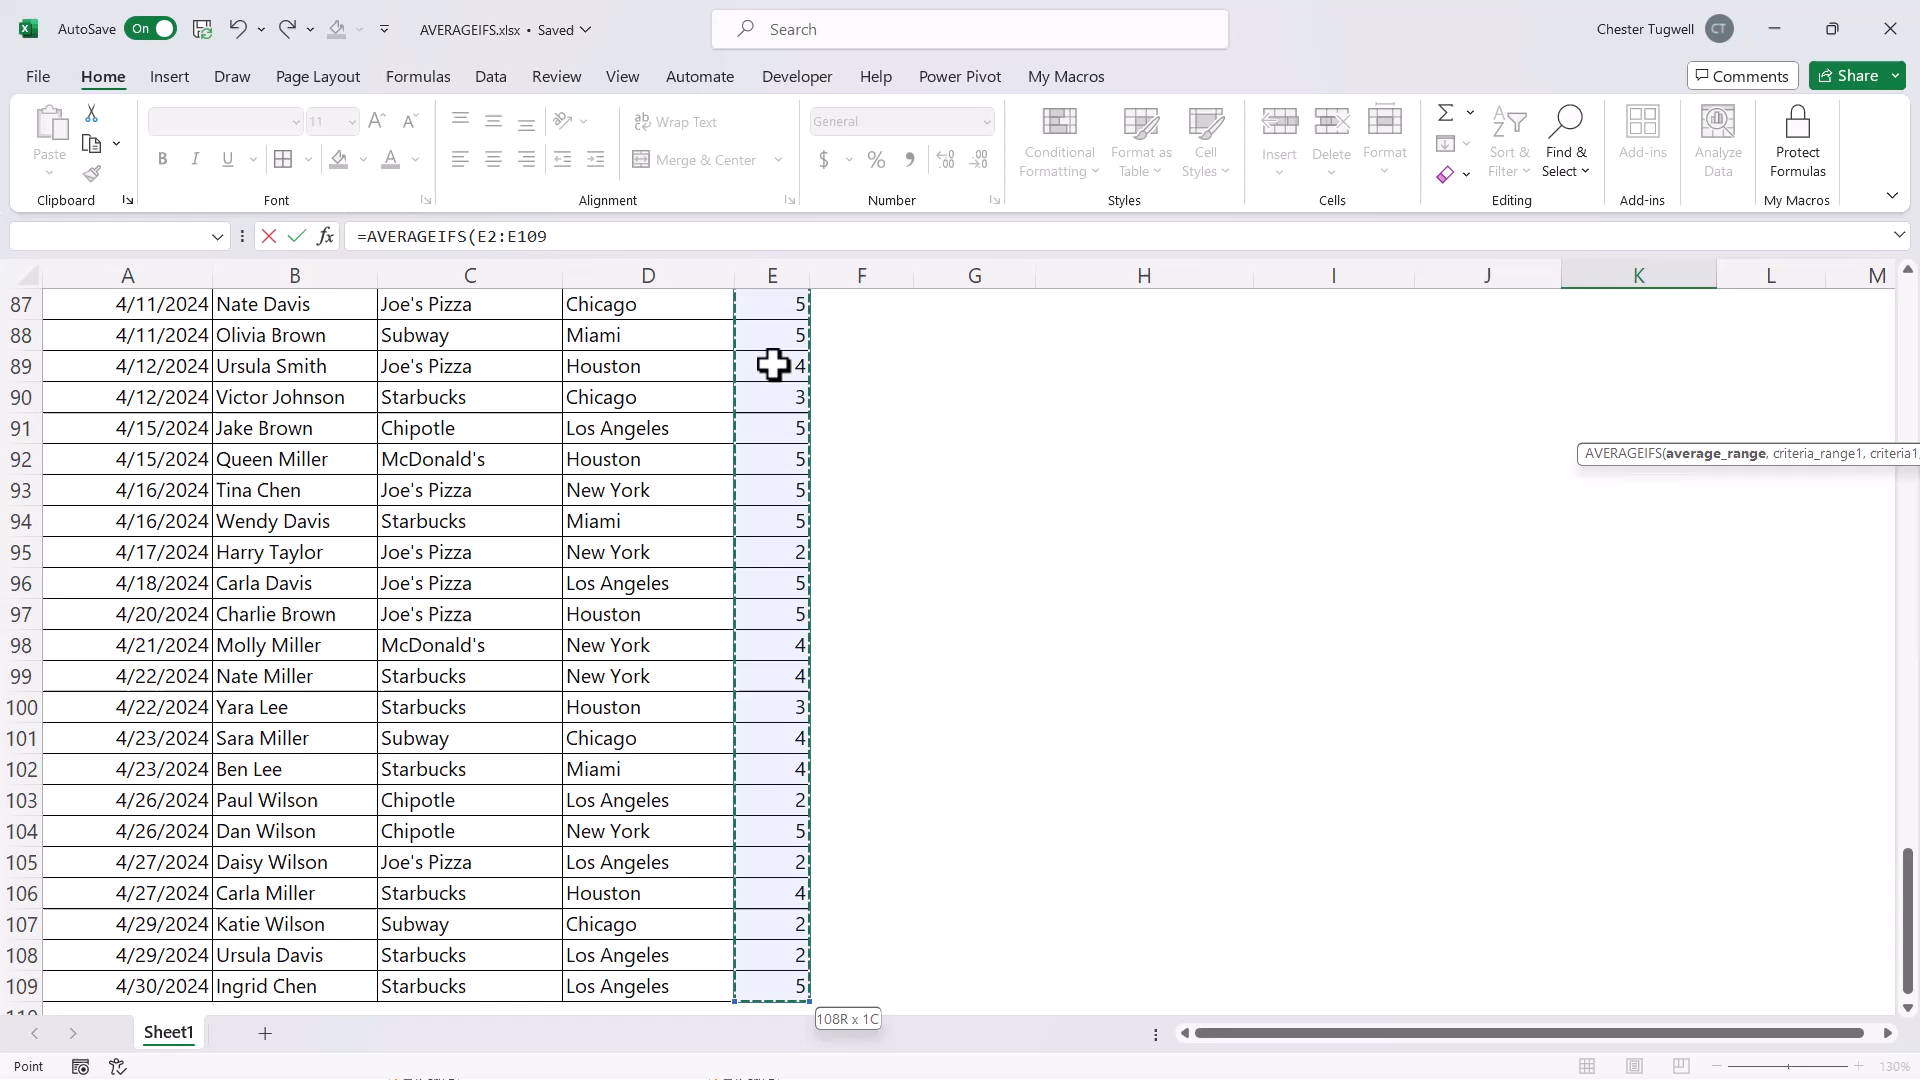 AutoSave On AVERAGEIFS.xlsx • Saved Search Chester Tugwell CT
File Home Insert Draw Page Layout Formulas Data Review View Automate Developer Help Power Pivot My Macros Comments Share
11 Wrap Text General
Paste Merge & Center Conditional Formatting Format as Table Cell Styles Insert Delete Format Sort & Filter Find & Select Add-ins Analyze Data Protect Formulas
Clipboard Font Alignment Number Styles Cells Editing Add-ins My Macros
fx =AVERAGEIFS(E2:E109
A B C D E F G H I J K L M
87 4/11/2024 Nate Davis Joe's Pizza Chicago 5
88 4/11/2024 Olivia Brown Subway Miami 5
89 4/12/2024 Ursula Smith Joe's Pizza Houston 4
90 4/12/2024 Victor Johnson Starbucks Chicago 3
91 4/15/2024 Jake Brown Chipotle Los Angeles 5
AVERAGEIFS(average_range, criteria_range1, criteria1,
92 4/15/2024 Queen Miller McDonald's Houston 5
93 4/16/2024 Tina Chen Joe's Pizza New York 5
94 4/16/2024 Wendy Davis Starbucks Miami 5
95 4/17/2024 Harry Taylor Joe's Pizza New York 2
96 4/18/2024 Carla Davis Joe's Pizza Los Angeles 5
97 4/20/2024 Charlie Brown Joe's Pizza Houston 5
98 4/21/2024 Molly Miller McDonald's New York 4
99 4/22/2024 Nate Miller Starbucks New York 4
100 4/22/2024 Yara Lee Starbucks Houston 3
101 4/23/2024 Sara Miller Subway Chicago 4
102 4/23/2024 Ben Lee Starbucks Miami 4
103 4/26/2024 Paul Wilson Chipotle Los Angeles 2
104 4/26/2024 Dan Wilson Chipotle New York 5
105 4/27/2024 Daisy Wilson Joe's Pizza Los Angeles 2
106 4/27/2024 Carla Miller Starbucks Houston 4
107 4/29/2024 Katie Wilson Subway Chicago 2
108 4/29/2024 Ursula Davis Starbucks Los Angeles 2
109 4/30/2024 Ingrid Chen Starbucks Los Angeles 5
108R x 1C
Sheet1
Point 130%